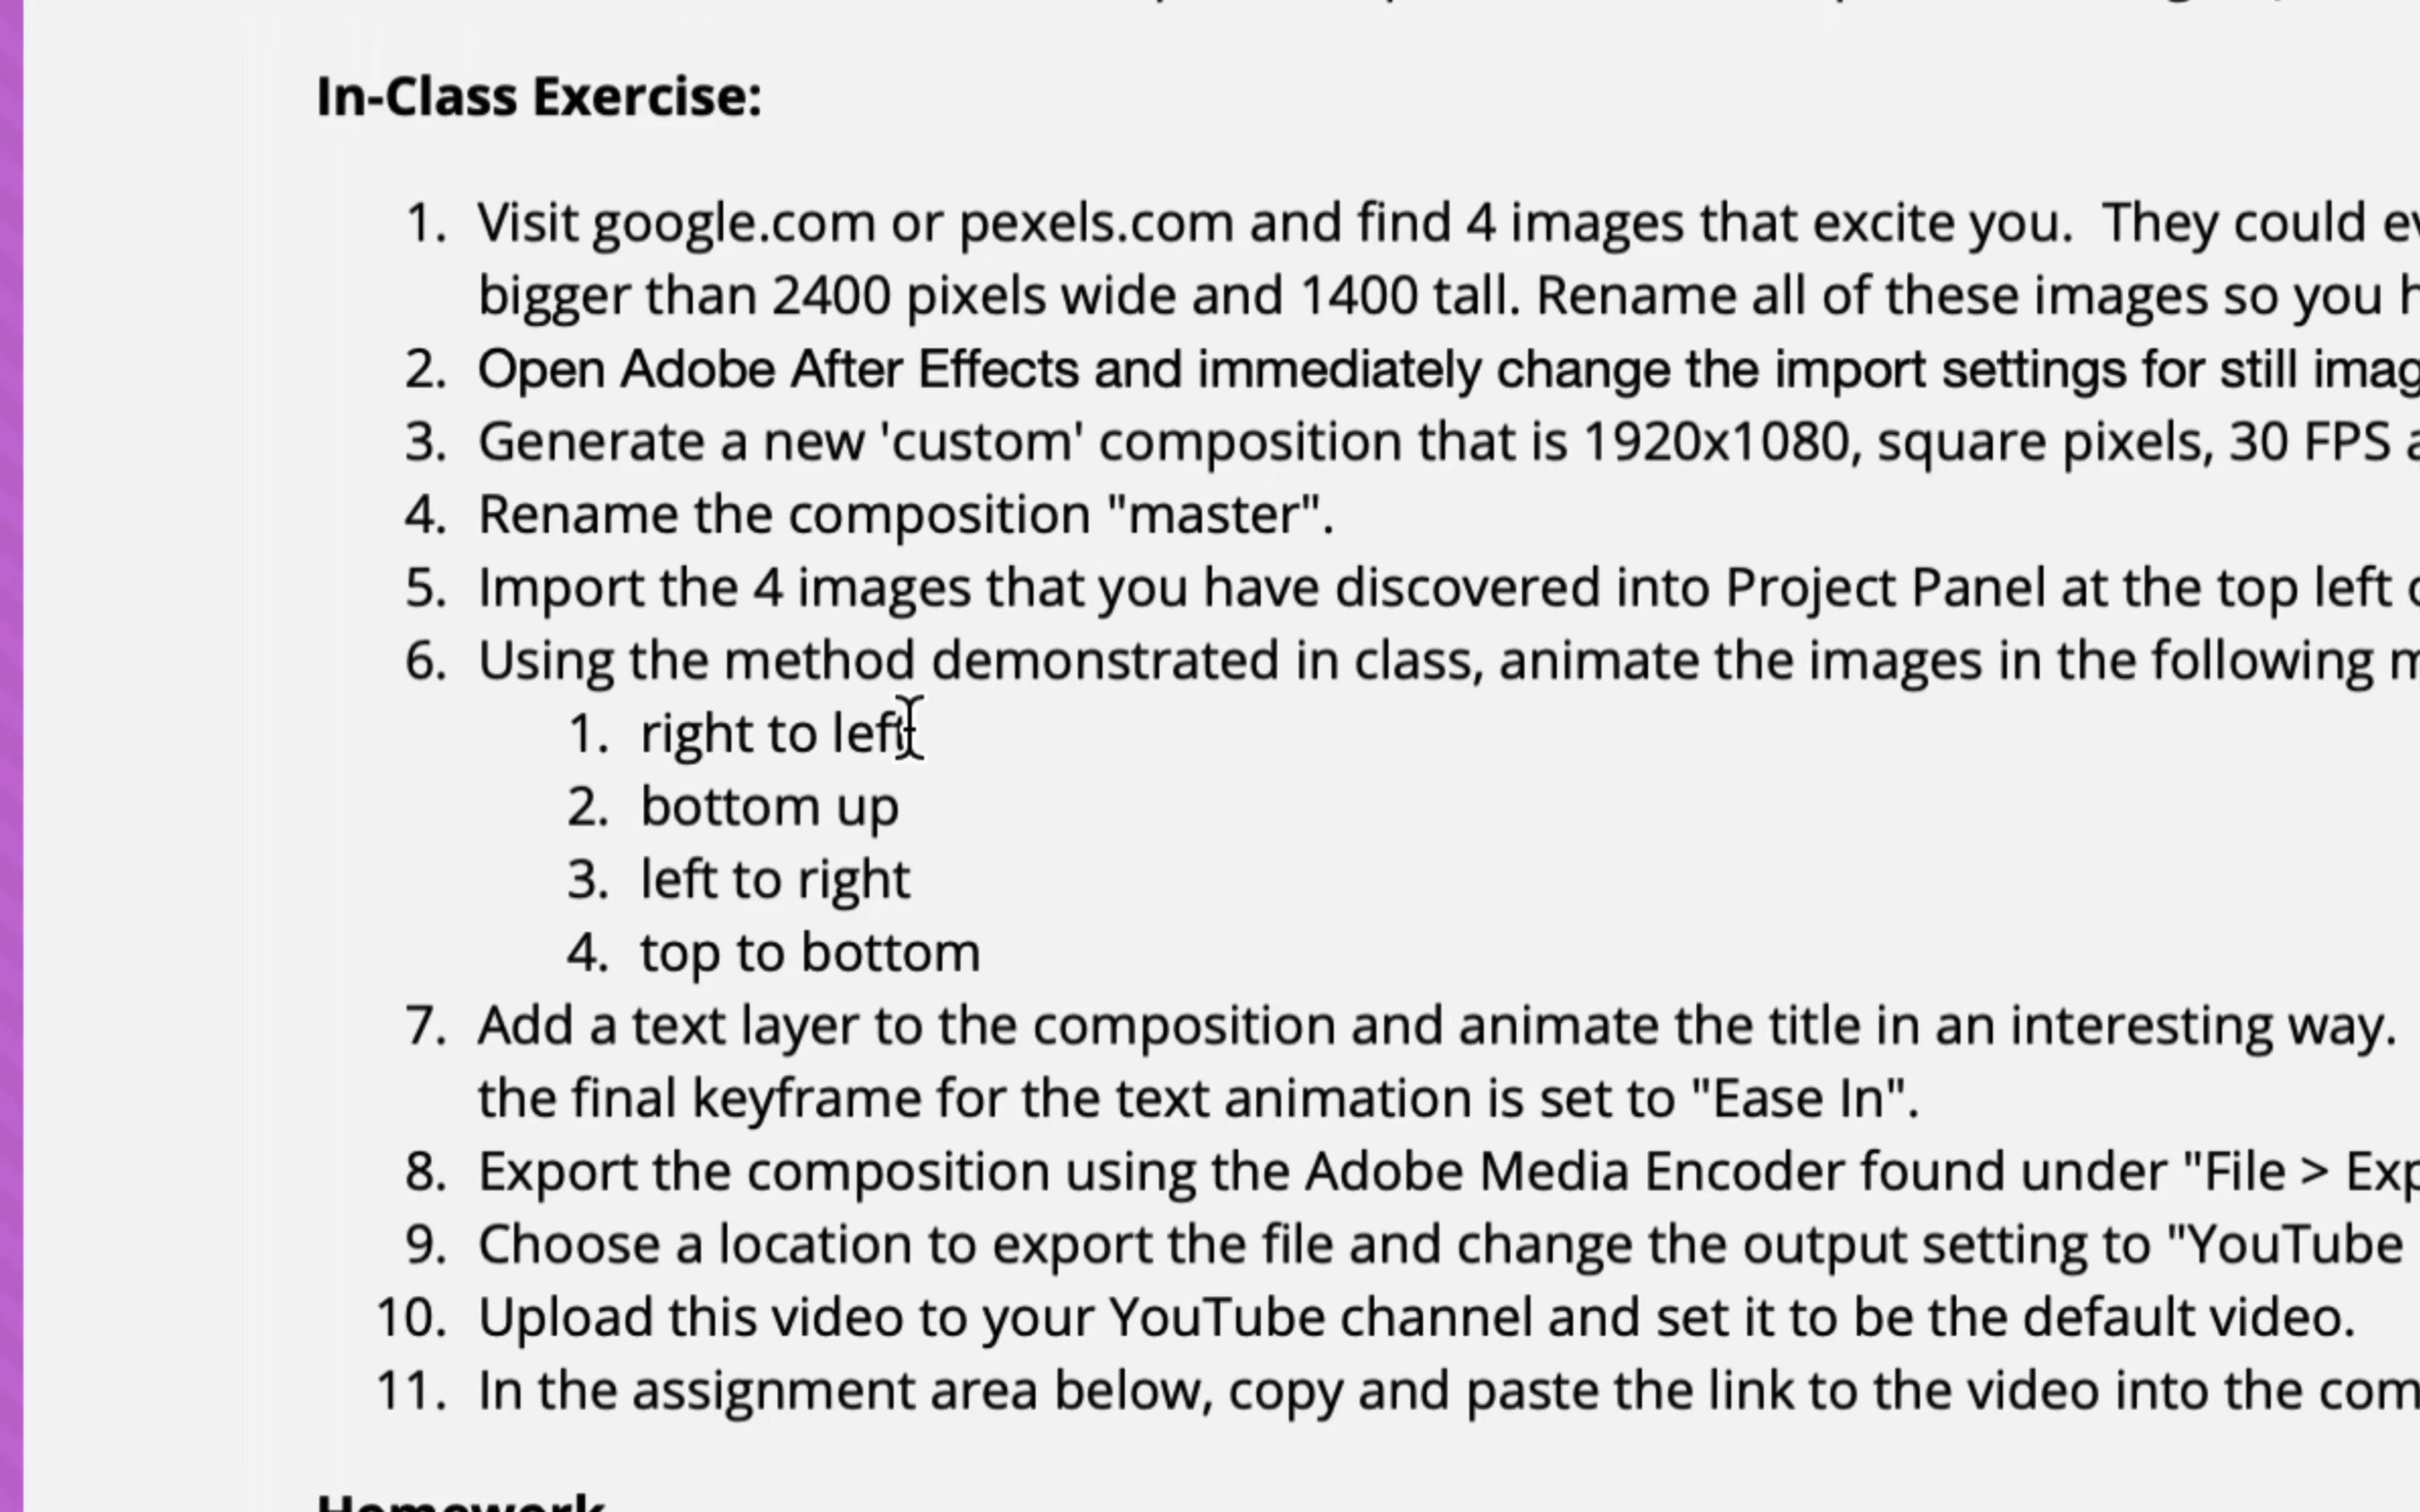 In-Class Exercise:
1. Visit google.com or pexels.com and find 4 images that excite you.  They could
bigger than 2400 pixels wide and 1400 tall. Rename all of these images so you
2. Open Adobe After Effects and immediately change the import settings for still
3. Generate a new 'custom' composition that is 1920x1080, square pixels, 30 FPS
4. Rename the composition "master".
5. Import the 4 images that you have discovered into Project Panel at the top left
6. Using the method demonstrated in class, animate the images in the following
1. right to left
2. bottom up
3. left to right
4. top to bottom
7. Add a text layer to the composition and animate the title in an interesting way.
the final keyframe for the text animation is set to "Ease In".
8. Export the composition using the Adobe Media Encoder found under "File >
9. Choose a location to export the file and change the output setting to "YouTube
10. Upload this video to your YouTube channel and set it to be the default video.
11. In the assignment area below, copy and paste the link to the video into the
Homework